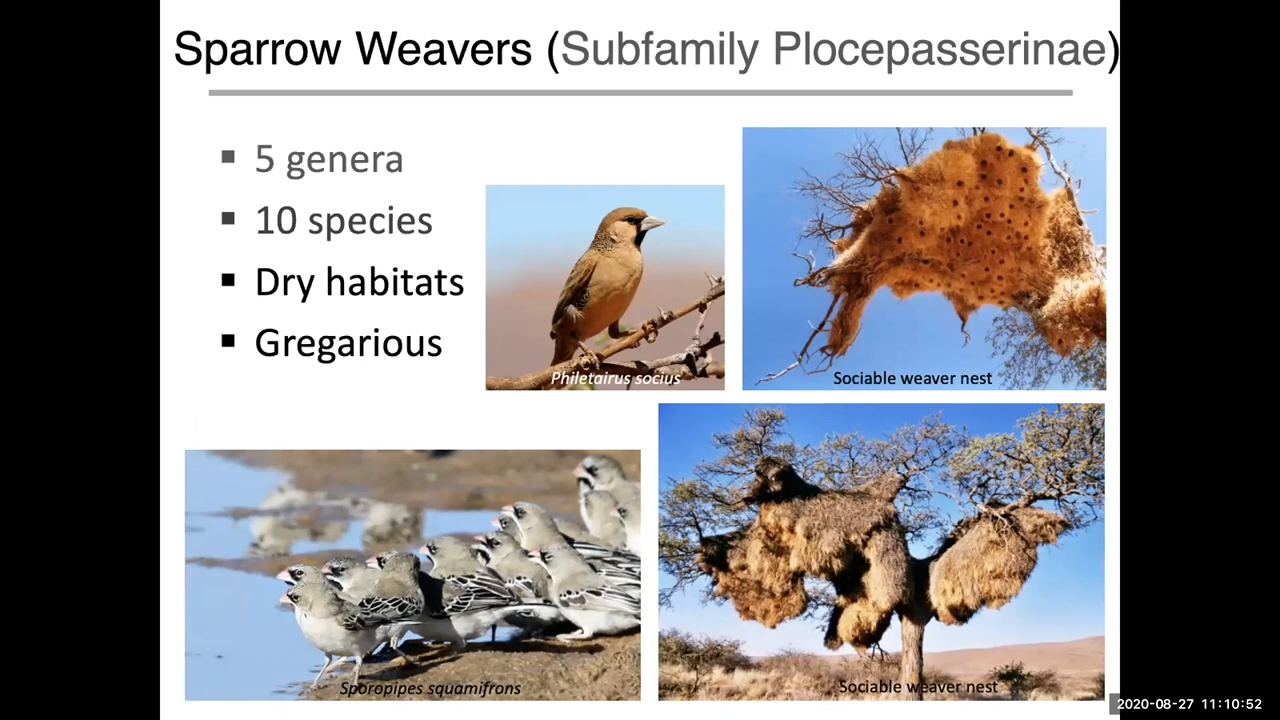 Sparrow Weavers (Subfamily Plocepasserinae)
▪ 5 genera
▪ 10 species
▪ Dry habitats
▪ Gregarious
Philetairus socius
Sociable weaver nest
Sporopipes squamifrons
Sociable weaver nest
2020-08-27 11:10:52